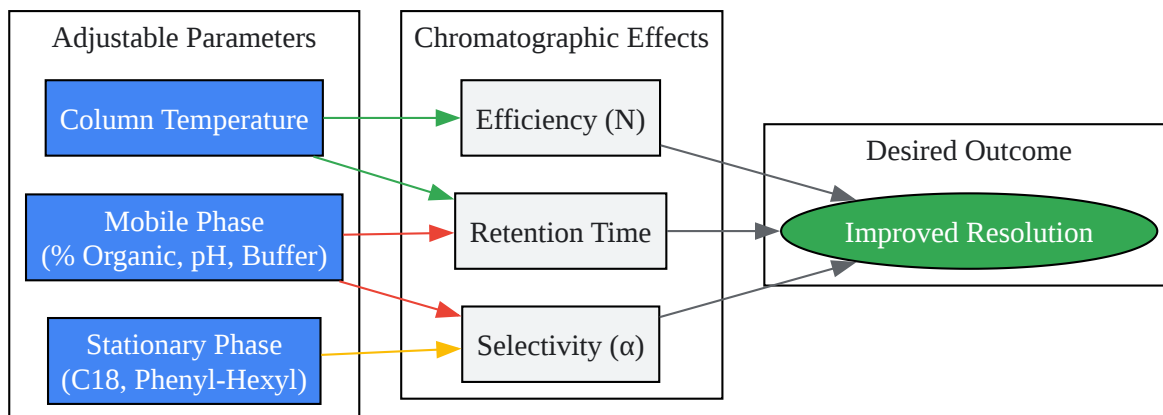 Adjustable Parameters
Column Temperature
Mobile Phase
(% Organic, pH, Buffer)
Stationary Phase
(C18, Phenyl-Hexyl)
Chromatographic Effects
Efficiency (N)
Retention Time
Selectivity (α)
Desired Outcome
Improved Resolution